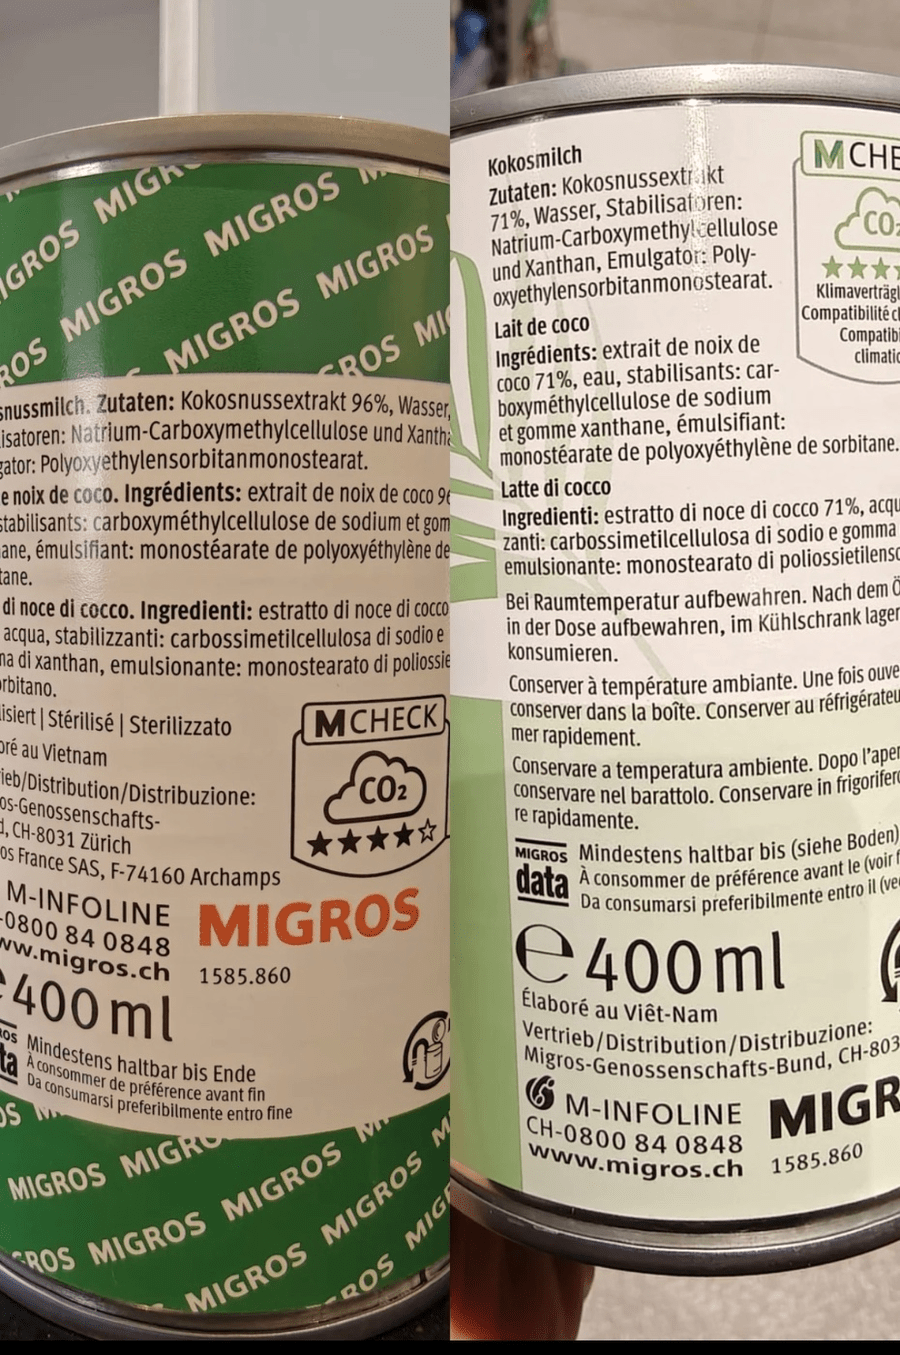 MIGROS MIGROS
MIGROS MIGROS
MIGROS MIGROS
Zutaten: Kokosnussextrakt 96%, Wasser,
Natrium-Carboxymethylcellulose und
Polyoxyethylensorbitanmonostearat.
e noix de coco. Ingrédients: extrait de noix de coco
stabilisants: carboxyméthylcellulose de sodium et
émulsifiant: monostéarate de polyoxyéthylène de
di noce di cocco. Ingredienti: estratto di noce di cocco
acqua, stabilizzanti: carbossimetilcellulosa di sodio e
di xanthan, emulsionante: monostearato di
| Stérilisé | Sterilizzato
au Vietnam
/Distribution/Distribuzione:
-Genossenschafts-
CH-8031 Zürich
France SAS, F-74160 Archamps
M-INFOLINE
0800 84 0848
www.migros.ch
MIGROS
1585.860
M CHECK
CO₂
℮400 ml
Mindestens haltbar bis Ende
À consommer de préférence avant fin
Da consumarsi preferibilmente entro fine
MIGROS
MIGROS MIGROS
MIGROS MIGROS
Kokosmilch
Zutaten: Kokosnussextrakt
71%, Wasser, Stabilisatoren:
Natrium-Carboxymethylcellulose
und Xanthan, Emulgator: Poly-
oxyethylensorbitanmonostearat.
Lait de coco
Ingrédients: extrait de noix de
coco 71%, eau, stabilisants: car-
boxyméthylcellulose de sodium
et gomme xanthane, émulsifiant:
monostéarate de polyoxyéthylène de sorbitane.
Latte di cocco
Ingredienti: estratto di noce di cocco 71%,
zanti: carbossimetilcellulosa di sodio e gomma
emulsionante: monostearato di
Bei Raumtemperatur aufbewahren. Nach dem
in der Dose aufbewahren, im Kühlschrank
konsumieren.
Conserver à température ambiante. Une fois
conserver dans la boîte. Conserver au
mer rapidement.
Conservare a temperatura ambiente. Dopo
conservare nel barattolo. Conservare in
re rapidamente.
MIGROS
data
Mindestens haltbar bis (siehe Boden)
À consommer de préférence avant le (voir
Da consumarsi preferibilmente entro il
℮400 ml
Élaboré au Viêt-Nam
Vertrieb/Distribution/Distribuzione:
Migros-Genossenschafts-Bund,
M-INFOLINE
CH-0800 84 0848
www.migros.ch
MIGR
1585.860
M CHE
CO₂
Compatibilité